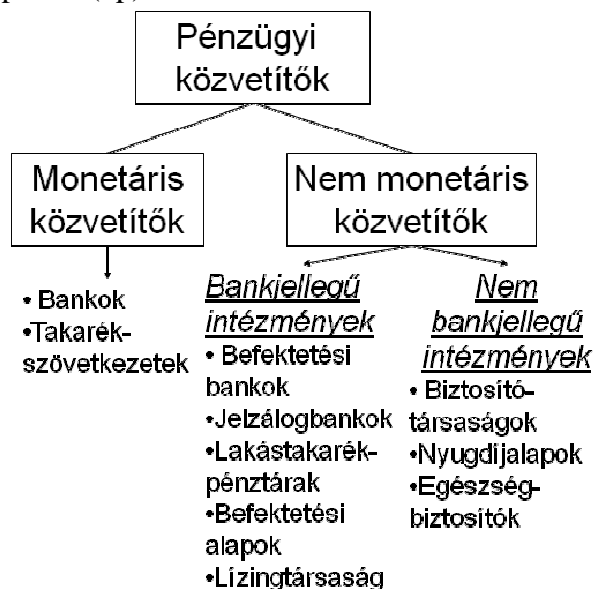 Pénzügyi
közvetítők
Monetáris
közvetítők
• Bankok
•Takarék-
szövetkezetek
Nem monetáris
közvetítők
Bankjellegű
intézmények
• Befektetési
bankok
•Jelzálogbankok
•Lakástakarék-
pénztárak
•Befektetési
alapok
•Lízingtársaság
Nem
bankjellegű
intézmények
• Biztosító-
társaságok
•Nyugdíjalapok
•Egészség-
biztosítók